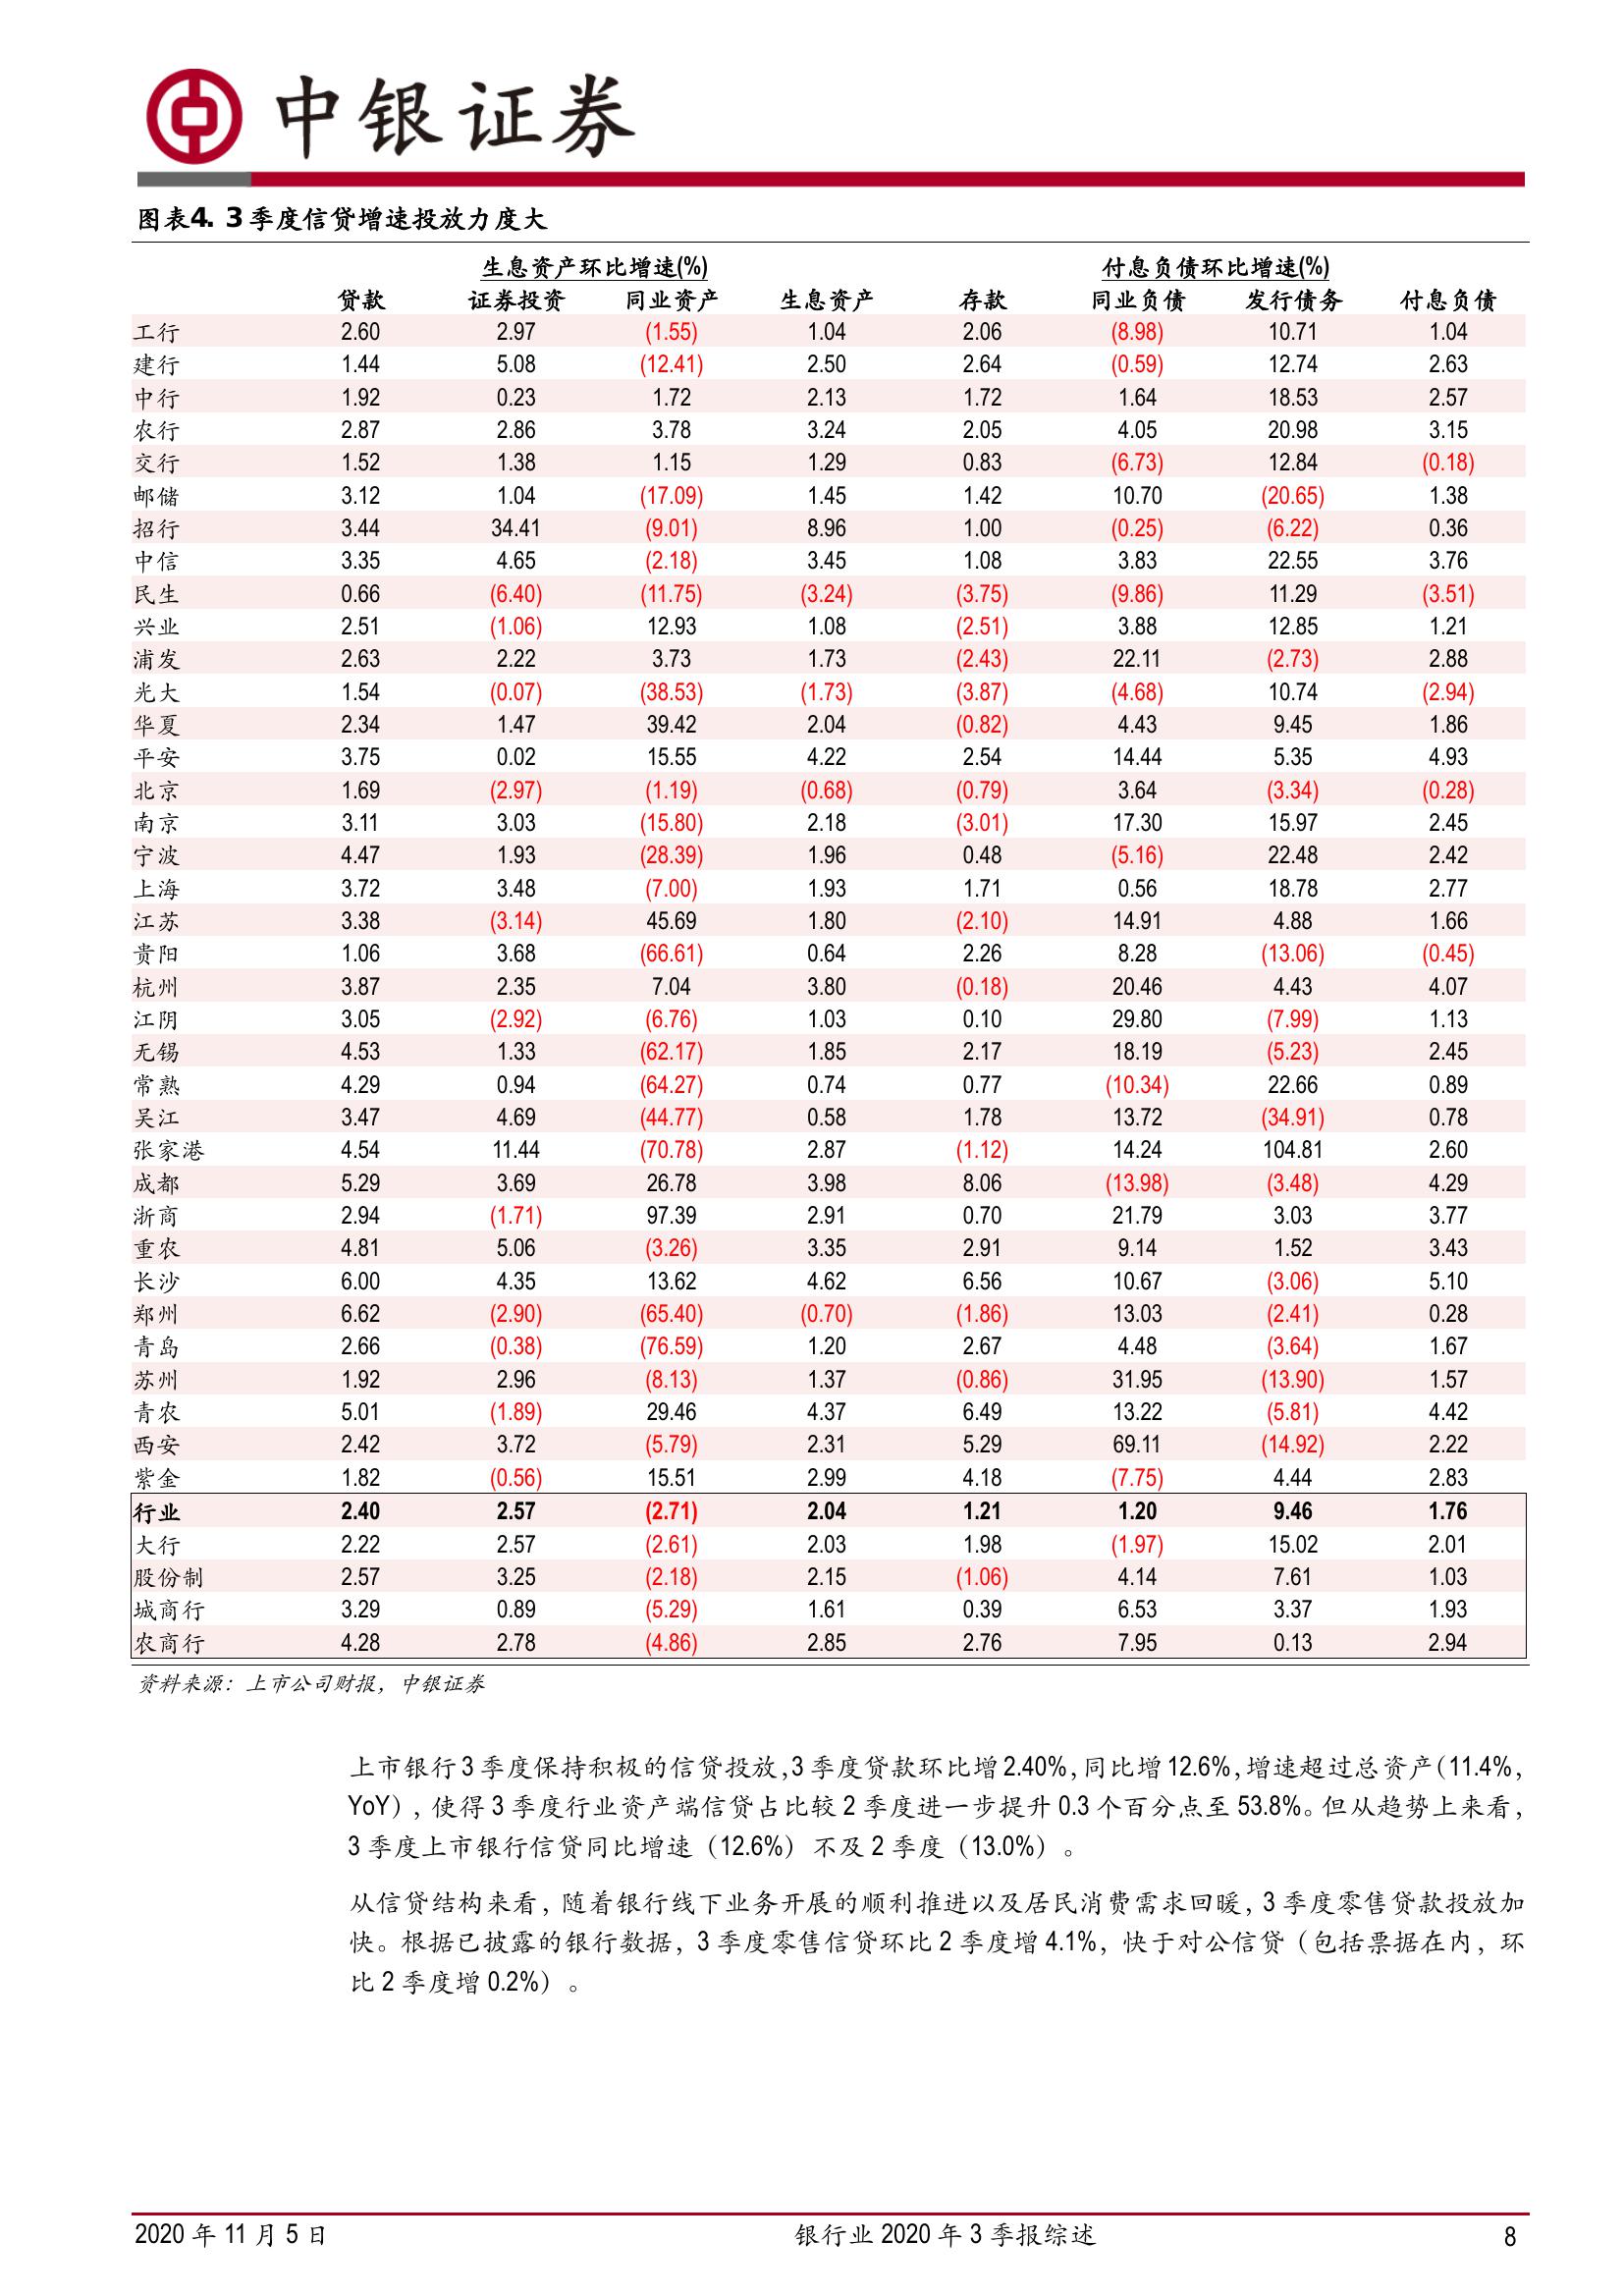 中银证券
图表4. 3 季度信贷增速投放力度大
生息资产环比增速(%) 付息负债环比增速(%)
贷款 证券投资 同业资产 生息资产 存款 同业负债 发行债务 付息负债
工行 2.60 2.97 (1.55) 1.04 2.06 (8.98) 10.71 1.04
建行 1.44 5.08 (12.41) 2.50 2.64 (0.59) 12.74 2.63
中行 1.92 0.23 1.72 2.13 1.72 1.64 18.53 2.57
农行 2.87 2.86 3.78 3.24 2.05 4.05 20.98 3.15
交行 1.52 1.38 1.15 1.29 0.83 (6.73) 12.84 (0.18)
邮储 3.12 1.04 (17.09) 1.45 1.42 10.70 (20.65) 1.38
招行 3.44 34.41 (9.01) 8.96 1.00 (0.25) (6.22) 0.36
中信 3.35 4.65 (2.18) 3.45 1.08 3.83 22.55 3.76
民生 0.66 (6.40) (11.75) (3.24) (3.75) (9.86) 11.29 (3.51)
兴业 2.51 (1.06) 12.93 1.08 (2.51) 3.88 12.85 1.21
浦发 2.63 2.22 3.73 1.73 (2.43) 22.11 (2.73) 2.88
光大 1.54 (0.07) (38.53) (1.73) (3.87) (4.68) 10.74 (2.94)
华夏 2.34 1.47 39.42 2.04 (0.82) 4.43 9.45 1.86
平安 3.75 0.02 15.55 4.22 2.54 14.44 5.35 4.93
北京 1.69 (2.97) (1.19) (0.68) (0.79) 3.64 (3.34) (0.28)
南京 3.11 3.03 (15.80) 2.18 (3.01) 17.30 15.97 2.45
宁波 4.47 1.93 (28.39) 1.96 0.48 (5.16) 22.48 2.42
上海 3.72 3.48 (7.00) 1.93 1.71 0.56 18.78 2.77
江苏 3.38 (3.14) 45.69 1.80 (2.10) 14.91 4.88 1.66
贵阳 1.06 3.68 (66.61) 0.64 2.26 8.28 (13.06) (0.45)
杭州 3.87 2.35 7.04 3.80 (0.18) 20.46 4.43 4.07
江阴 3.05 (2.92) (6.76) 1.03 0.10 29.80 (7.99) 1.13
无锡 4.53 1.33 (62.17) 1.85 2.17 18.19 (5.23) 2.45
常熟 4.29 0.94 (64.27) 0.74 0.77 (10.34) 22.66 0.89
吴江 3.47 4.69 (44.77) 0.58 1.78 13.72 (34.91) 0.78
张家港 4.54 11.44 (70.78) 2.87 (1.12) 14.24 104.81 2.60
成都 5.29 3.69 26.78 3.98 8.06 (13.98) (3.48) 4.29
浙商 2.94 (1.71) 97.39 2.91 0.70 21.79 3.03 3.77
重农 4.81 5.06 (3.26) 3.35 2.91 9.14 1.52 3.43
长沙 6.00 4.35 13.62 4.62 6.56 10.67 (3.06) 5.10
郑州 6.62 (2.90) (65.40) (0.70) (1.86) 13.03 (2.41) 0.28
青岛 2.66 (0.38) (76.59) 1.20 2.67 4.48 (3.64) 1.67
苏州 1.92 2.96 (8.13) 1.37 (0.86) 31.95 (13.90) 1.57
青农 5.01 (1.89) 29.46 4.37 6.49 13.22 (5.81) 4.42
西安 2.42 3.72 (5.79) 2.31 5.29 69.11 (14.92) 2.22
紫金 1.82 (0.56) 15.51 2.99 4.18 (7.75) 4.44 2.83
行业 2.40 2.57 (2.71) 2.04 1.21 1.20 9.46 1.76
大行 2.22 2.57 (2.61) 2.03 1.98 (1.97) 15.02 2.01
股份制 2.57 3.25 (2.18) 2.15 (1.06) 4.14 7.61 1.03
城商行 3.29 0.89 (5.29) 1.61 0.39 6.53 3.37 1.93
农商行 4.28 2.78 (4.86) 2.85 2.76 7.95 0.13 2.94
资料来源：上市公司财报，中银证券
上市银行 3 季度保持积极的信贷投放，3 季度贷款环比增 2.40%，同比增 12.6%，增速超过总资产（11.4%，
YoY），使得 3 季度行业资产端信贷占比较 2 季度进一步提升 0.3 个百分点至 53.8%。但从趋势上来看，
3 季度上市银行信贷同比增速（12.6%）不及 2 季度（13.0%）。
从信贷结构来看，随着银行线下业务开展的顺利推进以及居民消费需求回暖，3 季度零售贷款投放加
快。根据已披露的银行数据，3 季度零售信贷环比 2 季度增 4.1%，快于对公信贷（包括票据在内，环
比 2 季度增 0.2%）。
2020 年 11 月 5 日 银行业 2020 年 3 季报综述 8